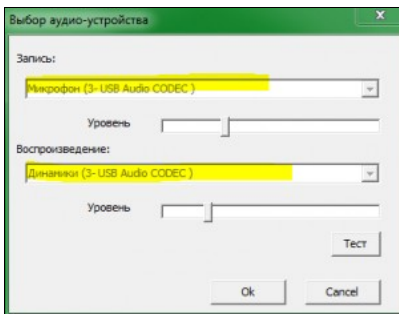 Выбор аудио-устройства
Запись:
Микрофон (3- USB Audio CODEC )
Уровень
Воспроизведение:
Динамики (3- USB Audio CODEC )
Уровень
Тест
Ok Cancel